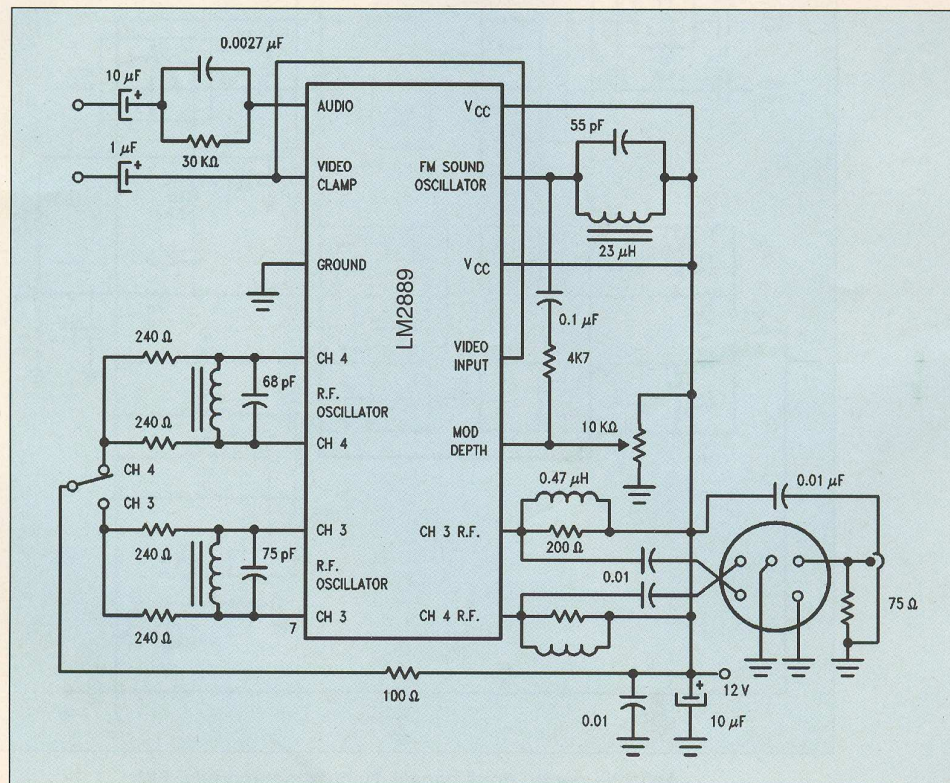 0.0027 µF
10 µF
+
30 KΩ
1 µF
+
AUDIO
VIDEO
CLAMP
GROUND
CH 4
R.F.
OSCILLATOR
CH 4
CH 3
R.F.
OSCILLATOR
CH 3
7
LM2889
VCC
FM SOUND
OSCILLATOR
VCC
VIDEO
INPUT
MOD
DEPTH
CH 3 R.F.
CH 4 R.F.
55 pF
23 µH
0.1 µF
4K7
10 KΩ
240 Ω
68 pF
240 Ω
CH 4
CH 3
240 Ω
75 pF
240 Ω
0.47 µH
200 Ω
0.01
0.01 µF
75 Ω
100 Ω
12 V
0.01
+
10 µF